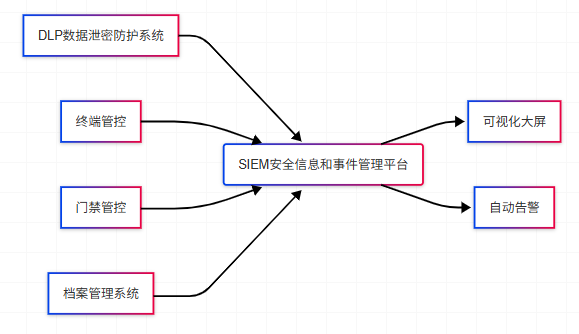 DLP数据泄密防护系统
终端管控
可视化大屏
SIEM安全信息和事件管理平台
门禁管控
自动告警
档案管理系统